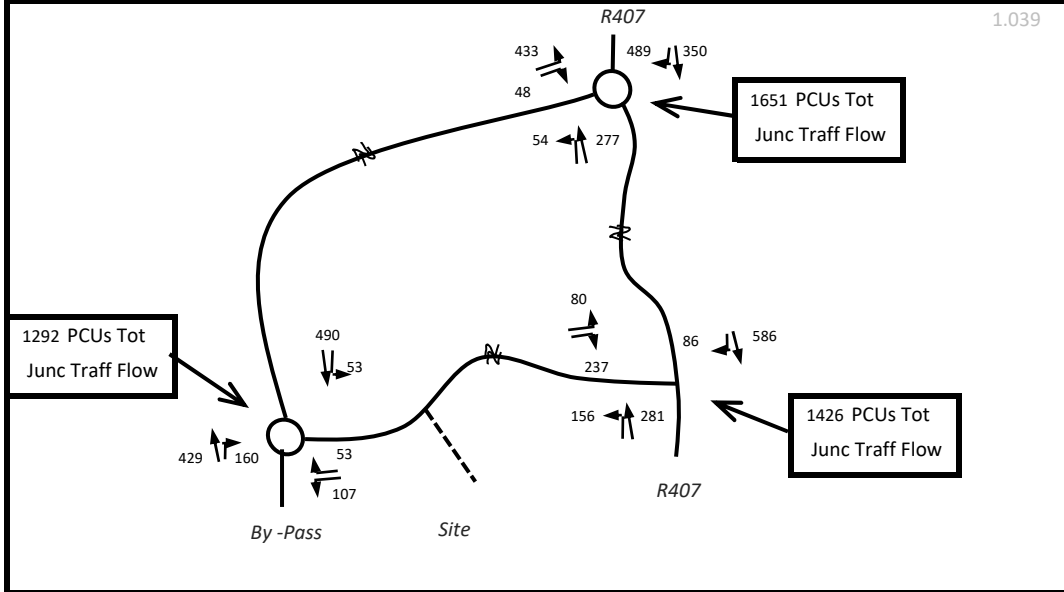 R407
1.039
433
489
350
48
1651 PCUs Tot
Junc Traff Flow
54
277
80
1292 PCUs Tot
Junc Traff Flow
490
53
86
586
237
156
281
1426 PCUs Tot
Junc Traff Flow
429
160
53
107
R407
By -Pass
Site